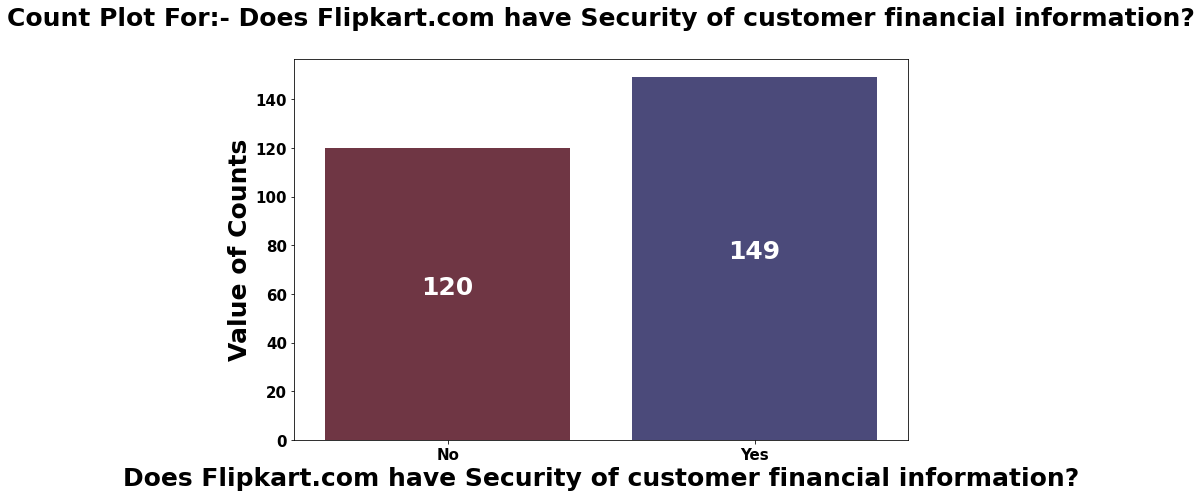 Count Plot For:- Does Flipkart.com have Security of customer financial information?
Value of Counts
140
120
100
80
60
40
20
0
120
149
No
Yes
Does Flipkart.com have Security of customer financial information?